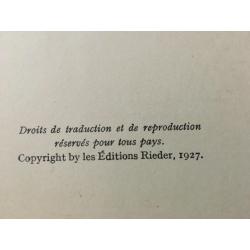 Droits de traduction et de reproduction
réservés pour tous pays.
Copyright by les Éditions Rieder, 1927.